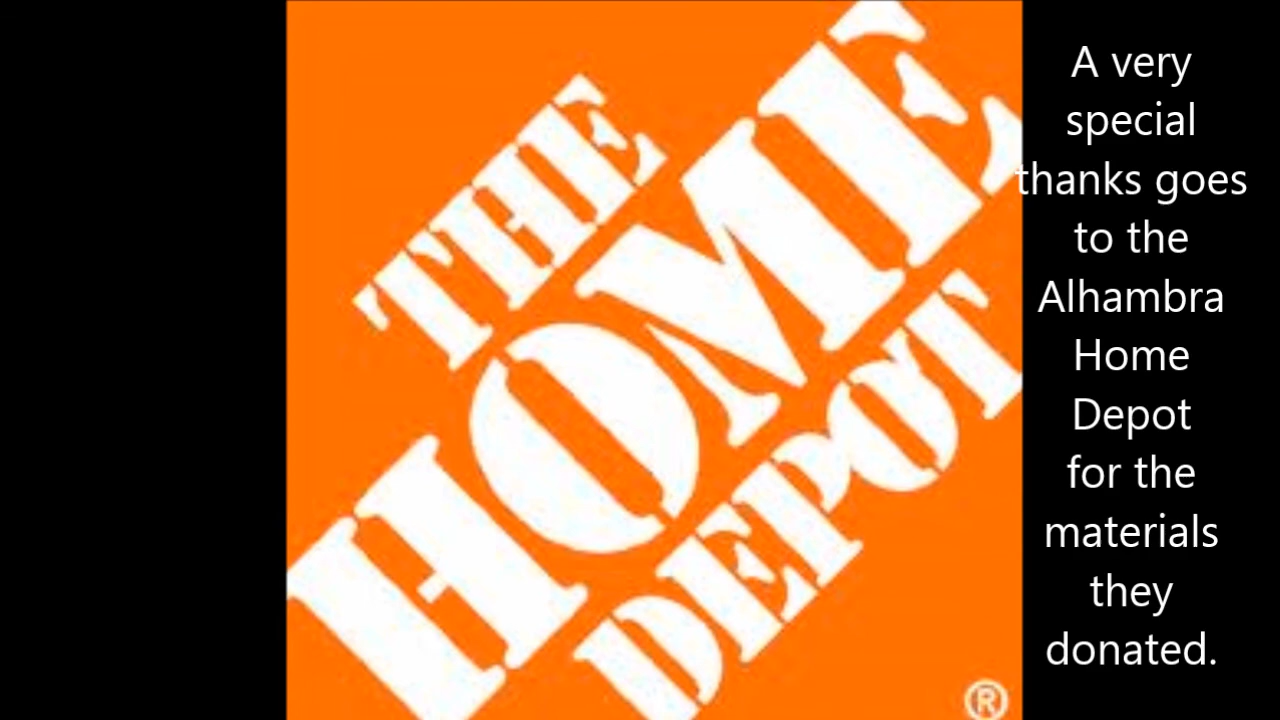 THE
HOME
DEPOT
®
A very
special
thanks goes
to the
Alhambra
Home
Depot
for the
materials
they
donated.